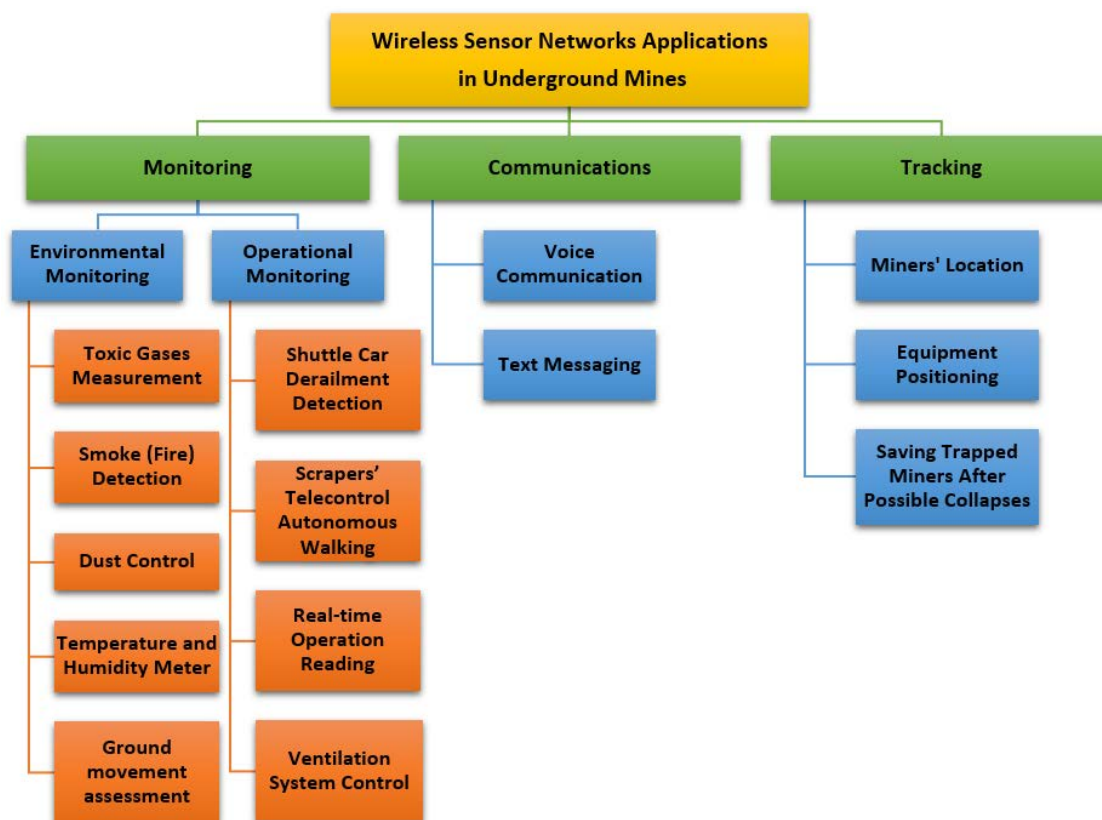 Wireless Sensor Networks Applications
in Underground Mines
Monitoring
Communications
Tracking
Environmental
Monitoring
Operational
Monitoring
Toxic Gases
Measurement
Smoke (Fire)
Detection
Dust Control
Temperature and
Humidity Meter
Ground
movement
assessment
Shuttle Car
Derailment
Detection
Scrapers’
Telecontrol
Autonomous
Walking
Real-time
Operation
Reading
Ventilation
System Control
Voice
Communication
Text Messaging
Miners' Location
Equipment
Positioning
Saving Trapped
Miners After
Possible Collapses